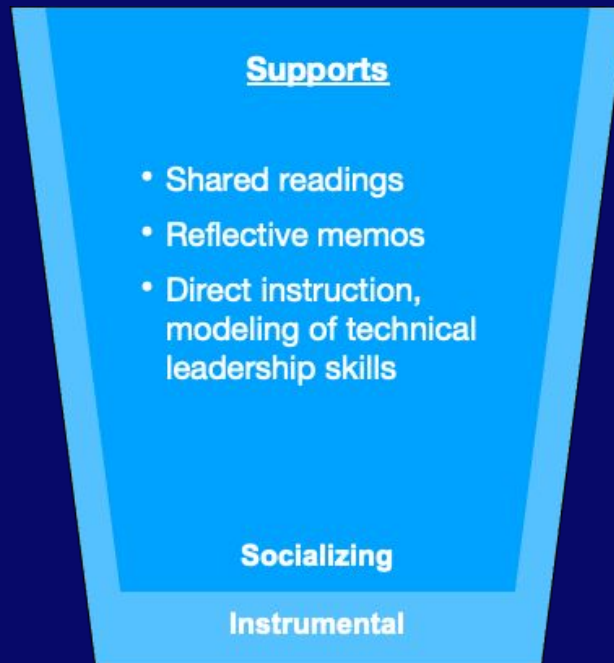 Supports
• Shared readings
• Reflective memos
• Direct instruction,
modeling of technical
leadership skills
Socializing
Instrumental